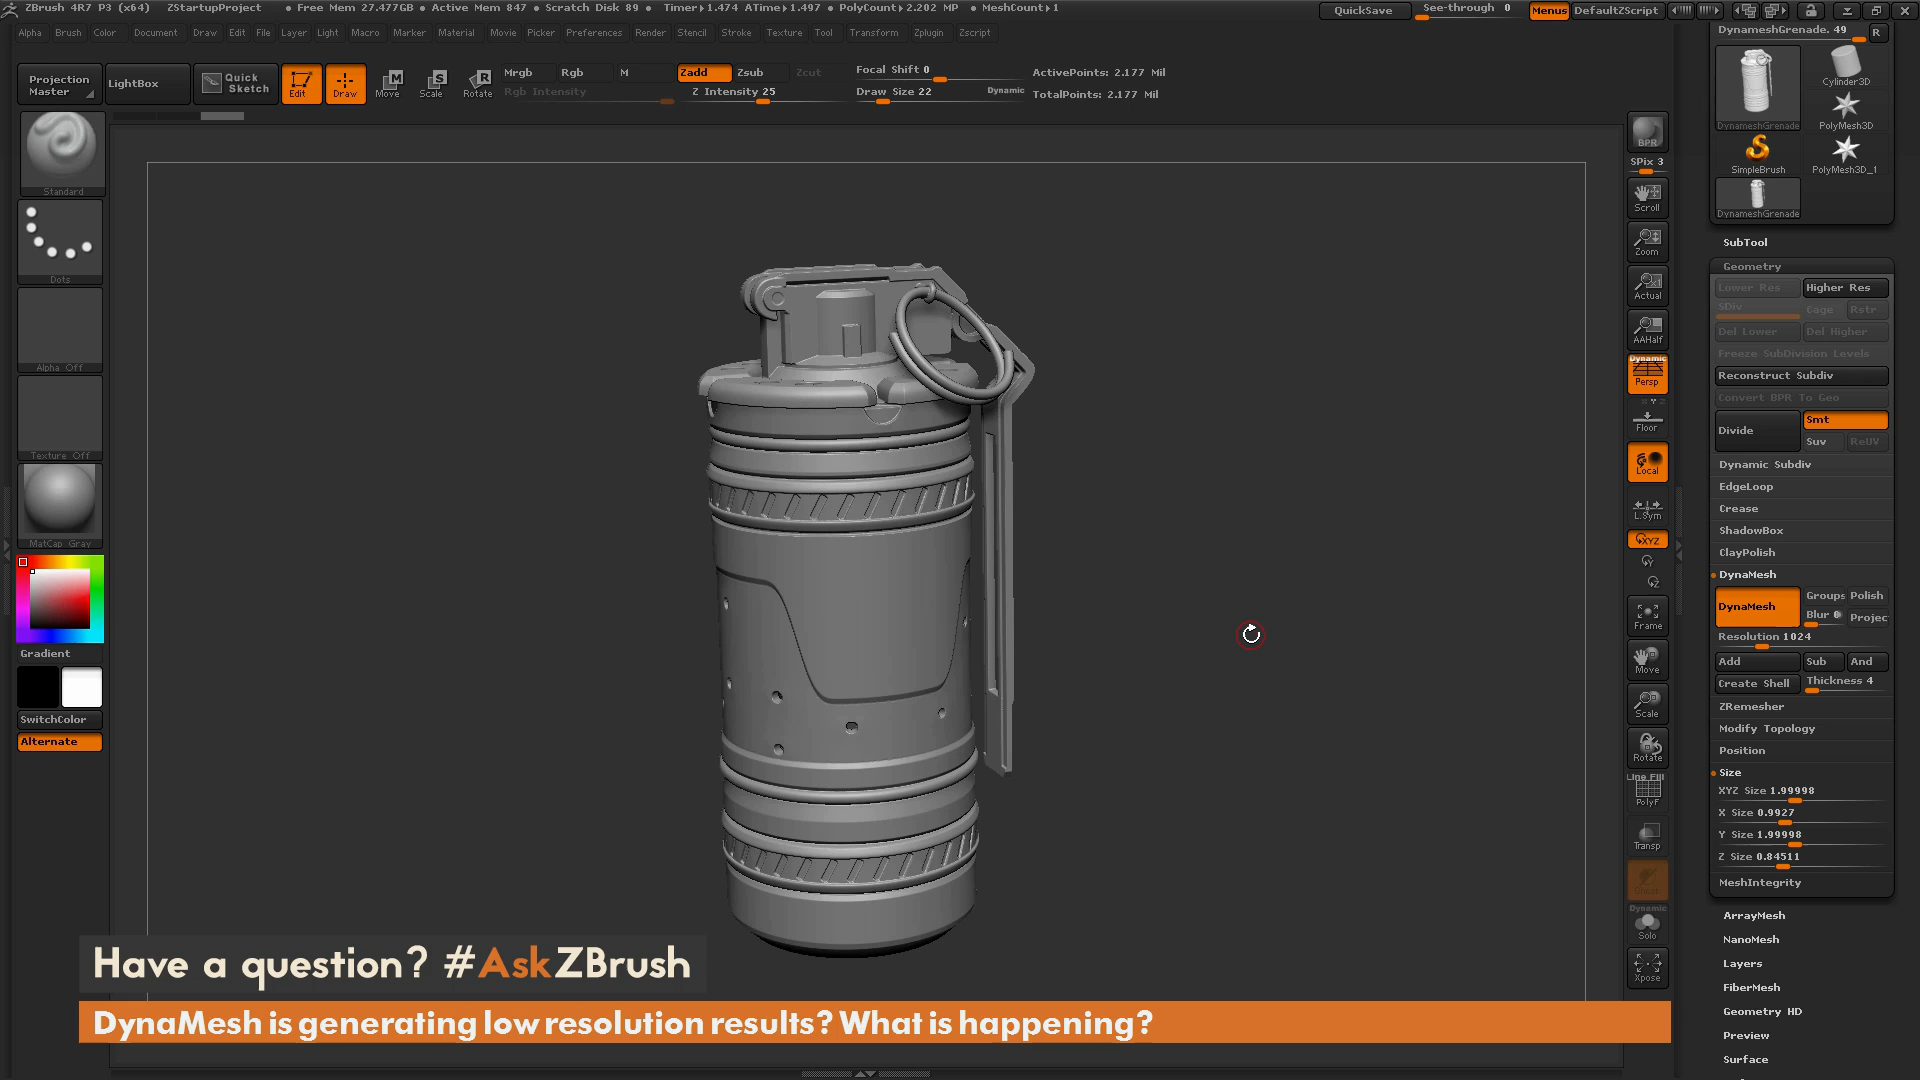 ZBrush 4R7 P3 (x64) ZStartupProject • Free Mem 27.477GB • Active Mem 847 • Scratch Disk 89 • Timer▸1.474 ATime▸1.497 • PolyCount▸2.202 MP • MeshCount▸1 QuickSave See-through 0 Menus DefaultZScript
Alpha Brush Color Document Draw Edit File Layer Light Macro Marker Material Movie Picker Preferences Render Stencil Stroke Texture Tool Transform Zplugin Zscript
Projection Master
LightBox
Quick Sketch
Edit
Draw
Move
Scale
Rotate
Mrgb Rgb M
Rgb Intensity
Zadd Zsub Zcut
Z Intensity 25
Focal Shift 0
Draw Size 22
Dynamic
ActivePoints: 2.177 Mil
TotalPoints: 2.177 Mil
Standard
Dots
Alpha Off
Texture Off
MatCap Gray
Gradient
SwitchColor
Alternate
BPR
SPix 3
Scroll
Zoom
Actual
AAHalf
Dynamic
Persp
Floor
Local
L.Sym
XYZ
Y
Z
Frame
Move
Scale
Rotate
Line Fill
PolyF
Transp
Ghost
Dynamic
Solo
Xpose
DynameshGrenade. 49 R
DynameshGrenade
Cylinder3D
PolyMesh3D
SimpleBrush
PolyMesh3D_1
DynameshGrenade
SubTool
Geometry
Lower Res Higher Res
SDiv Cage Rstr
Del Lower Del Higher
Freeze SubDivision Levels
Reconstruct Subdiv
Convert BPR To Geo
Divide
Smt
Suv ReUV
Dynamic Subdiv
EdgeLoop
Crease
ShadowBox
ClayPolish
DynaMesh
DynaMesh
Groups Polish
Blur Projec
Resolution 1024
Add Sub And
Create Shell Thickness 4
ZRemesher
Modify Topology
Position
Size
XYZ Size 1.99998
X Size 0.9927
Y Size 1.99998
Z Size 0.84511
MeshIntegrity
ArrayMesh
NanoMesh
Layers
FiberMesh
Geometry HD
Preview
Surface
Have a question? #AskZBrush
DynaMesh is generating low resolution results? What is happening?